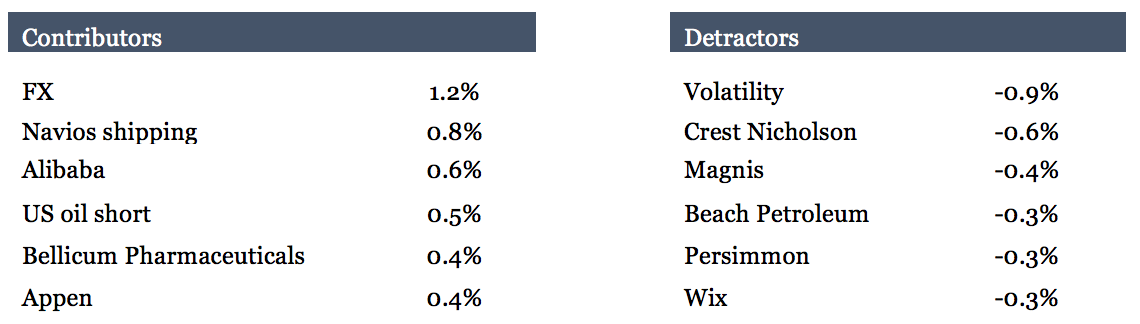 Contributors Detractors
FX 1.2% Volatility -0.9%
Navios shipping 0.8% Crest Nicholson -0.6%
Alibaba 0.6% Magnis -0.4%
US oil short 0.5% Beach Petroleum -0.3%
Bellicum Pharmaceuticals 0.4% Persimmon -0.3%
Appen 0.4% Wix -0.3%